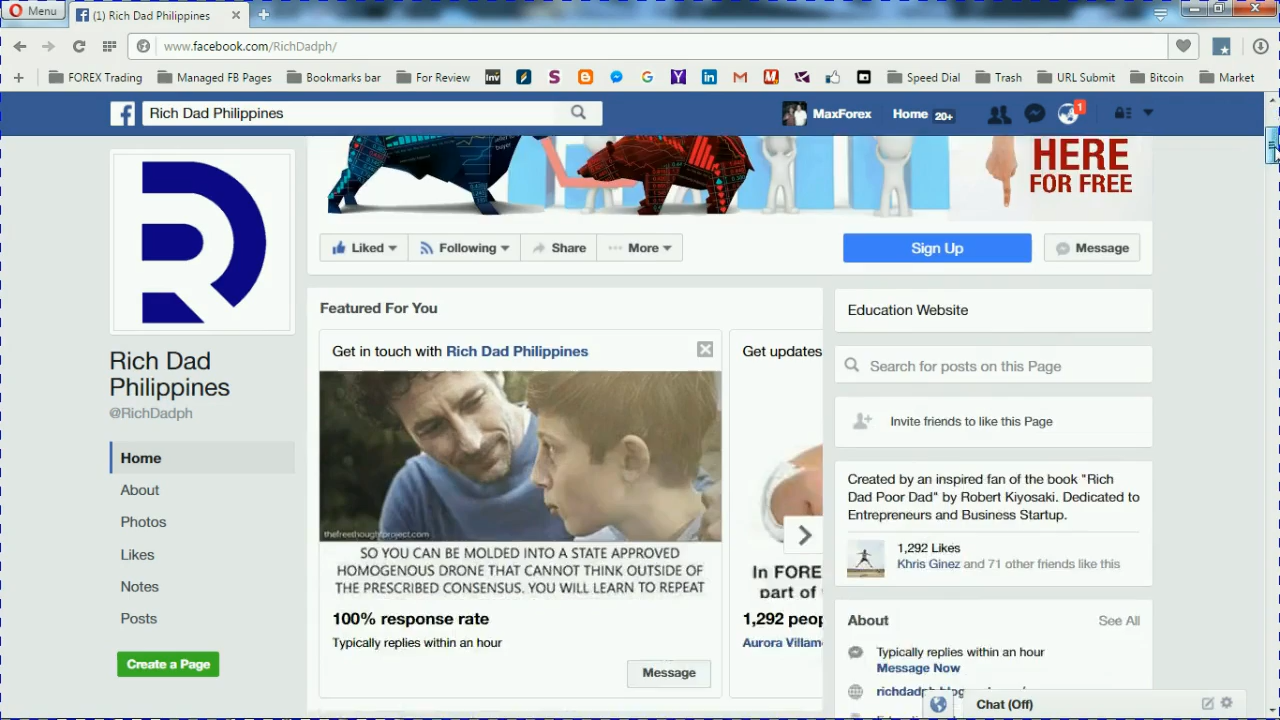 Menu
(1) Rich Dad Philippines
www.facebook.com/RichDadph/
FOREX Trading
Managed FB Pages
Bookmarks bar
For Review
Speed Dial
Trash
URL Submit
Bitcoin
Market
Rich Dad Philippines
MaxForex
Home 20+
1
HERE
FOR FREE
Liked
Following
Share
More
Sign Up
Message
Rich Dad
Philippines
@RichDadph
Home
About
Photos
Likes
Notes
Posts
Create a Page
Featured For You
Get in touch with Rich Dad Philippines
thefreethoughtproject.com
SO YOU CAN BE MOLDED INTO A STATE APPROVED
HOMOGENOUS DRONE THAT CANNOT THINK OUTSIDE OF
THE PRESCRIBED CONSENSUS. YOU WILL LEARN TO REPEAT
100% response rate
Typically replies within an hour
Message
Get updates
In FORE
part of
1,292 peop
Aurora Villam
Education Website
Search for posts on this Page
Invite friends to like this Page
Created by an inspired fan of the book "Rich
Dad Poor Dad" by Robert Kiyosaki. Dedicated to
Entrepreneurs and Business Startup.
1,292 Likes
Khris Ginez and 71 other friends like this
About
See All
Typically replies within an hour
Message Now
Chat (Off)